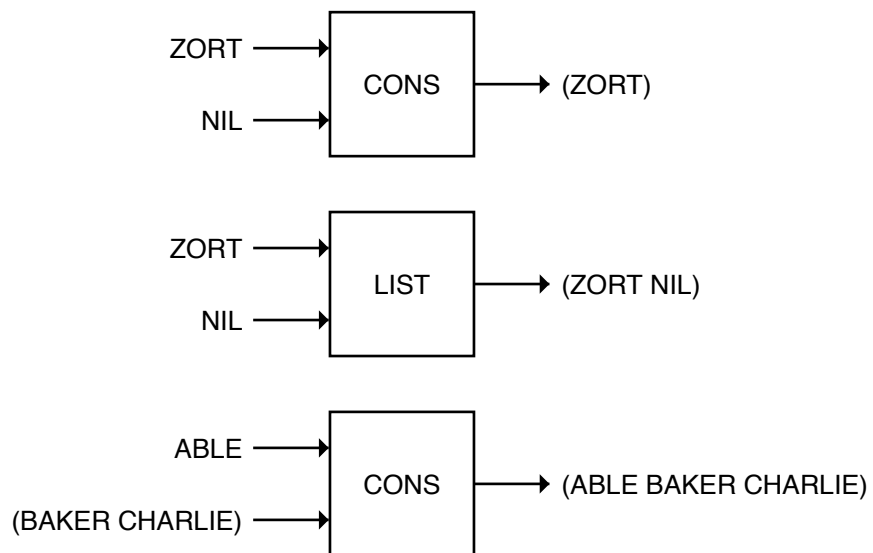 ZORT
CONS
(ZORT)
NIL
ZORT
LIST
(ZORT NIL)
NIL
ABLE
CONS
(ABLE BAKER CHARLIE)
(BAKER CHARLIE)